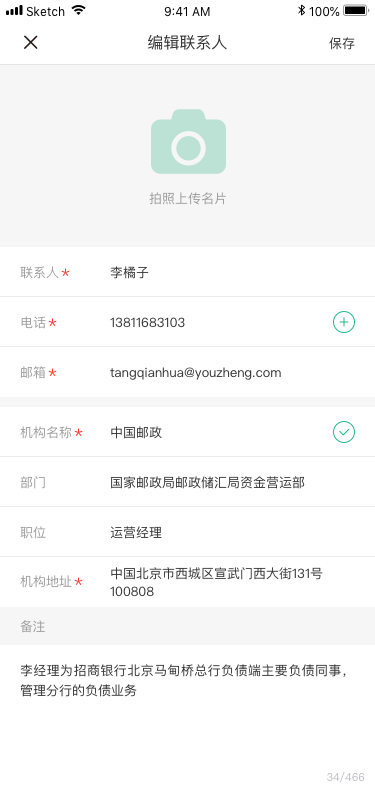 Sketch 9:41 AM 100%
编辑联系人 保存
拍照上传名片
联系人* 李橘子
电话* 13811683103
邮箱* tangqianhua@youzheng.com
机构名称* 中国邮政
部门 国家邮政局邮政储汇局资金营运部
职位 运营经理
机构地址* 中国北京市西城区宣武门西大街131号
100808
备注
李经理为招商银行北京马甸桥总行负债端主要负债同事,
管理分行的负债业务
34/466